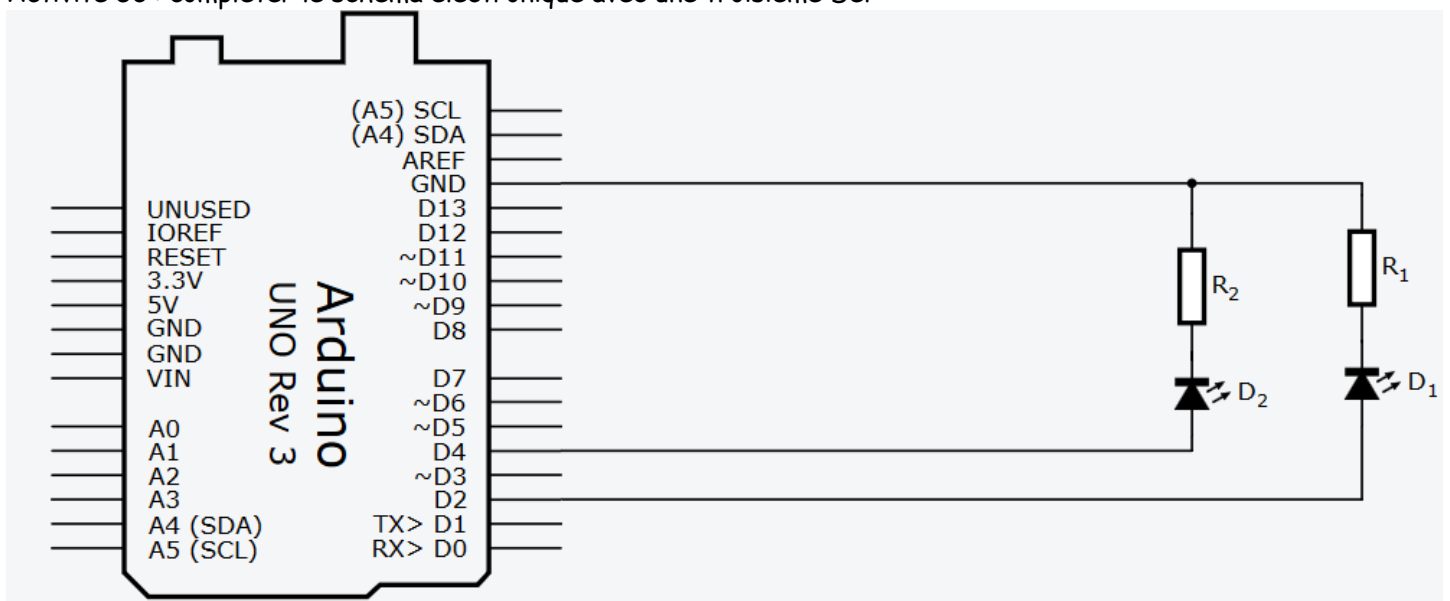 (A5) SCL
(A4) SDA
AREF
GND
UNUSED
D13
IOREF
D12
RESET
~D11
3.3V
~D10
5V
~D9
GND
D8
GND
VIN
D7
~D6
A0
~D5
A1
D4
A2
~D3
A3
D2
A4 (SDA)
TX> D1
A5 (SCL)
RX> D0
Arduino
UNO Rev 3
R₂
R₁
D₂
D₁